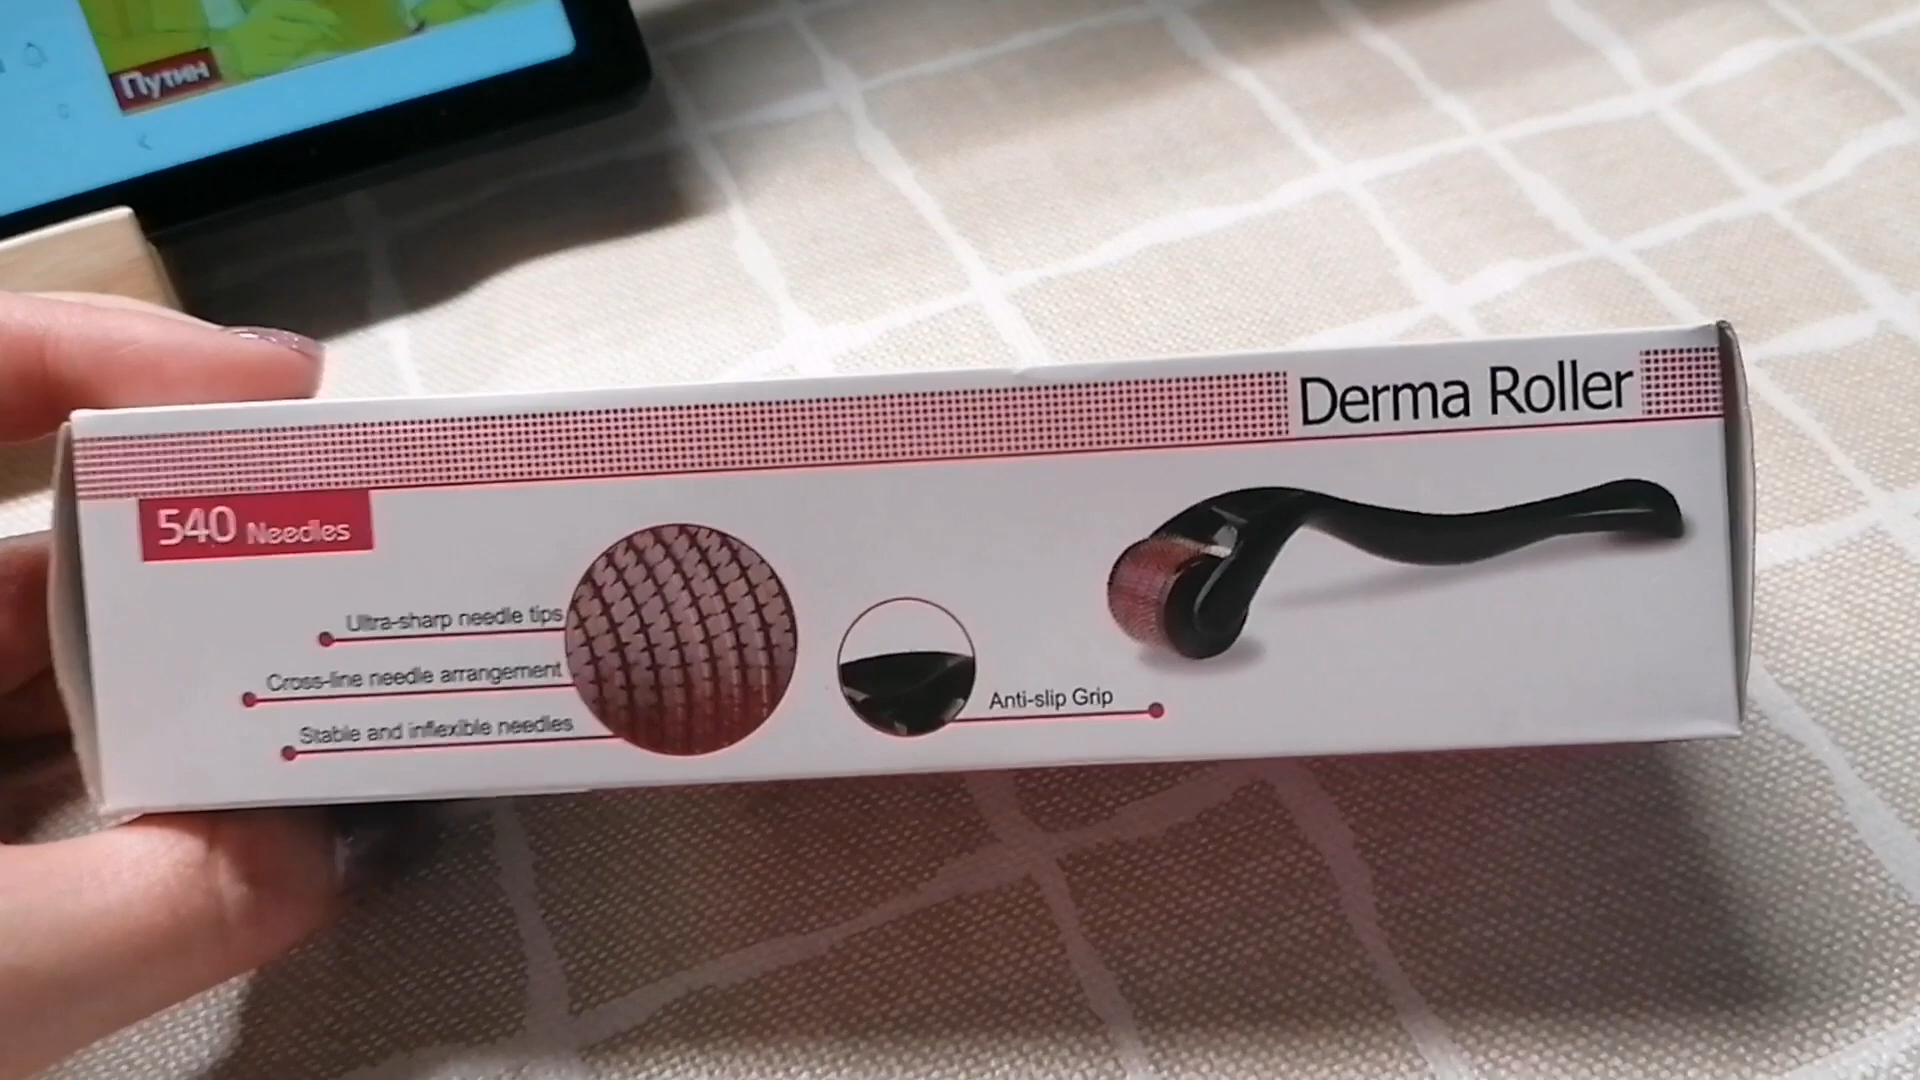 Путин
Derma Roller
540 Needles
Ultra-sharp needle tips
Cross-line needle arrangement
Stable and inflexible needles
Anti-slip Grip